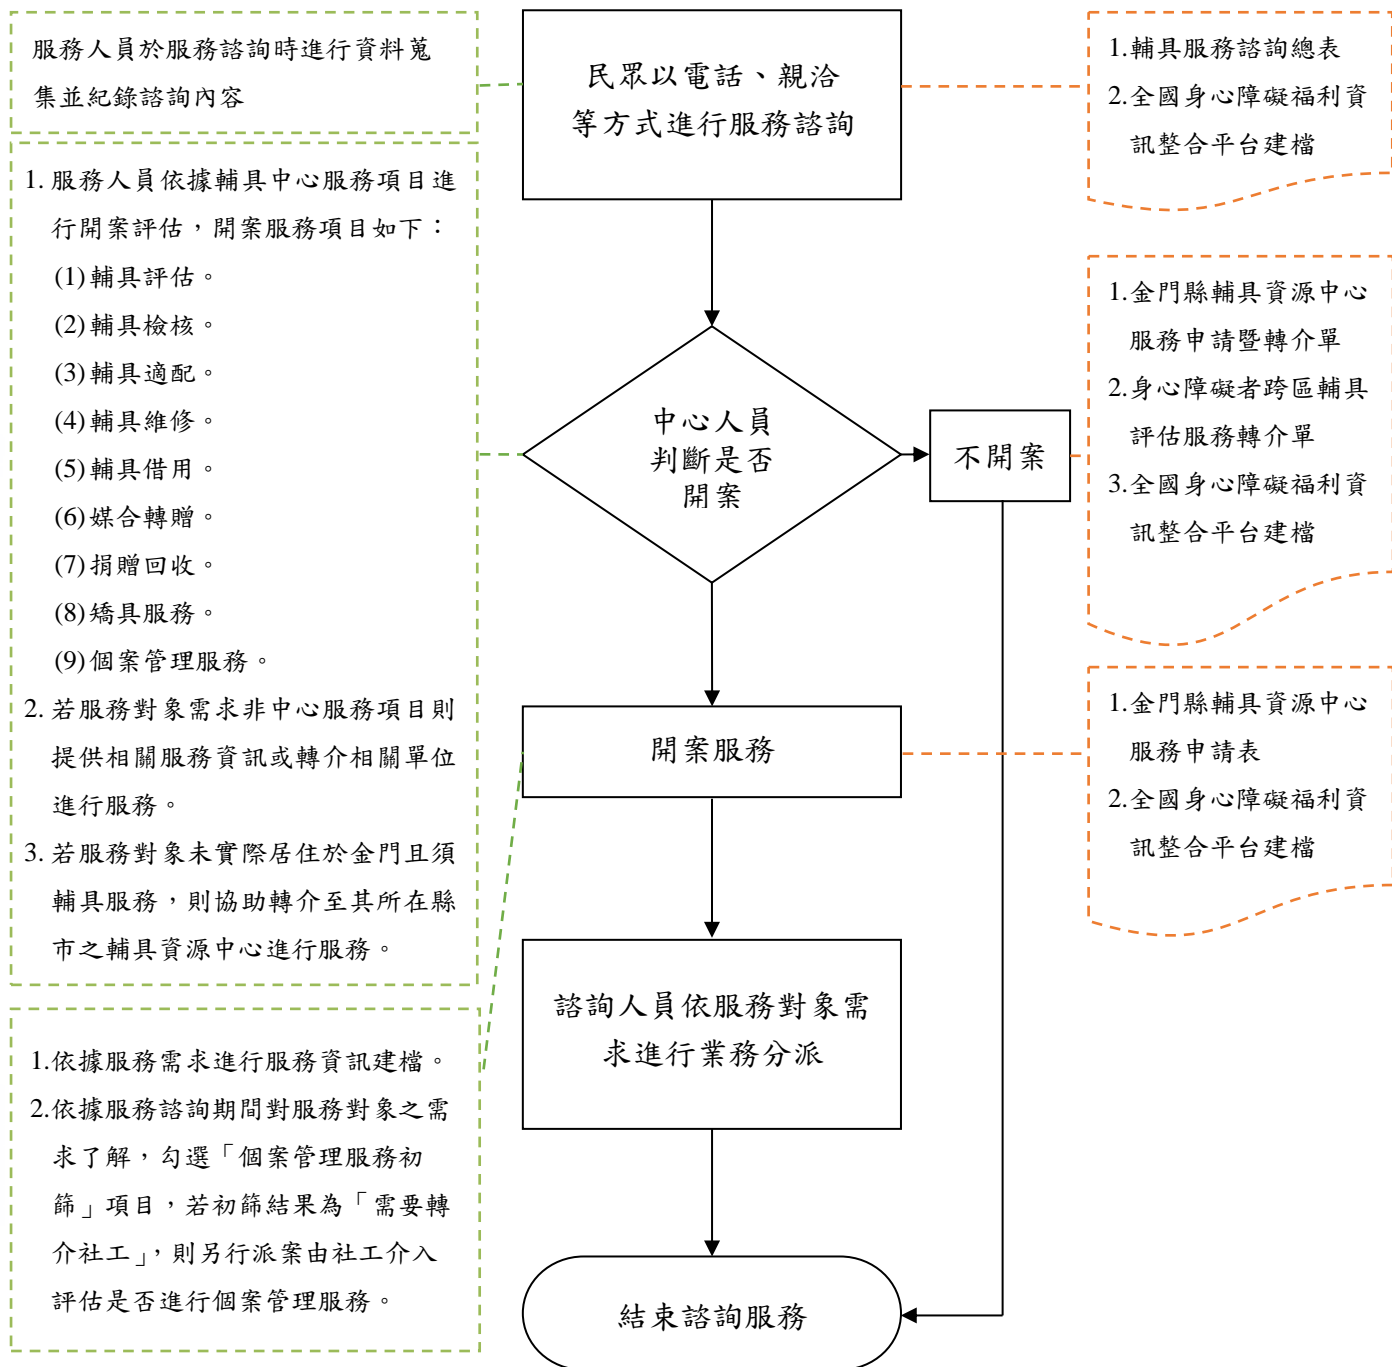 服務人員於服務諮詢時進行資料蒐
集並紀錄諮詢內容
民眾以電話、親洽
等方式進行服務諮詢
1.輔具服務諮詢總表
2.全國身心障礙福利資
訊整合平台建檔
1. 服務人員依據輔具中心服務項目進
行開案評估，開案服務項目如下：
(1)輔具評估。
(2)輔具檢核。
(3)輔具適配。
(4)輔具維修。
(5)輔具借用。
(6)媒合轉贈。
(7)捐贈回收。
(8)矯具服務。
(9)個案管理服務。
2. 若服務對象需求非中心服務項目則
提供相關服務資訊或轉介相關單位
進行服務。
3. 若服務對象未實際居住於金門且須
輔具服務，則協助轉介至其所在縣
市之輔具資源中心進行服務。
中心人員
判斷是否
開案
不開案
1.金門縣輔具資源中心
服務申請暨轉介單
2.身心障礙者跨區輔具
評估服務轉介單
3.全國身心障礙福利資
訊整合平台建檔
開案服務
1.金門縣輔具資源中心
服務申請表
2.全國身心障礙福利資
訊整合平台建檔
1.依據服務需求進行服務資訊建檔。
2.依據服務諮詢期間對服務對象之需
求了解，勾選「個案管理服務初
篩」項目，若初篩結果為「需要轉
介社工」，則另行派案由社工介入
評估是否進行個案管理服務。
諮詢人員依服務對象需
求進行業務分派
結束諮詢服務